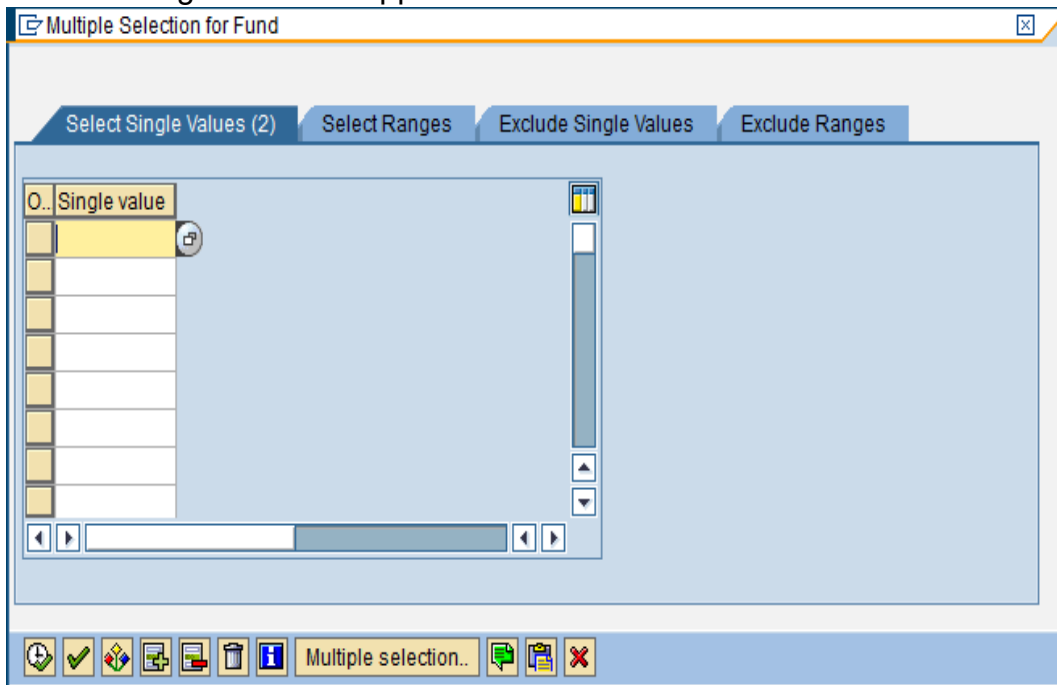 Multiple Selection for Fund
Select Single Values (2) Select Ranges Exclude Single Values Exclude Ranges
O.. Single value
Multiple selection..